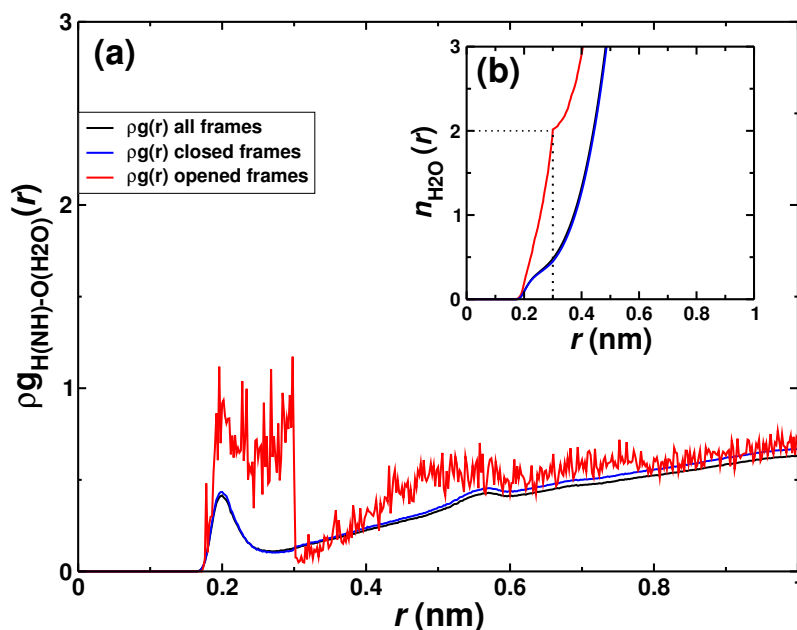 (a)
ρg(r) all frames
ρg(r) closed frames
ρg(r) opened frames
ρg_H(NH)-O(H2O)(r)
3
2
1
0
0
0.2
0.4
0.6
0.8
r (nm)
(b)
n_H2O (r)
3
2
1
0
0
0.2
0.4
0.6
0.8
1
r (nm)